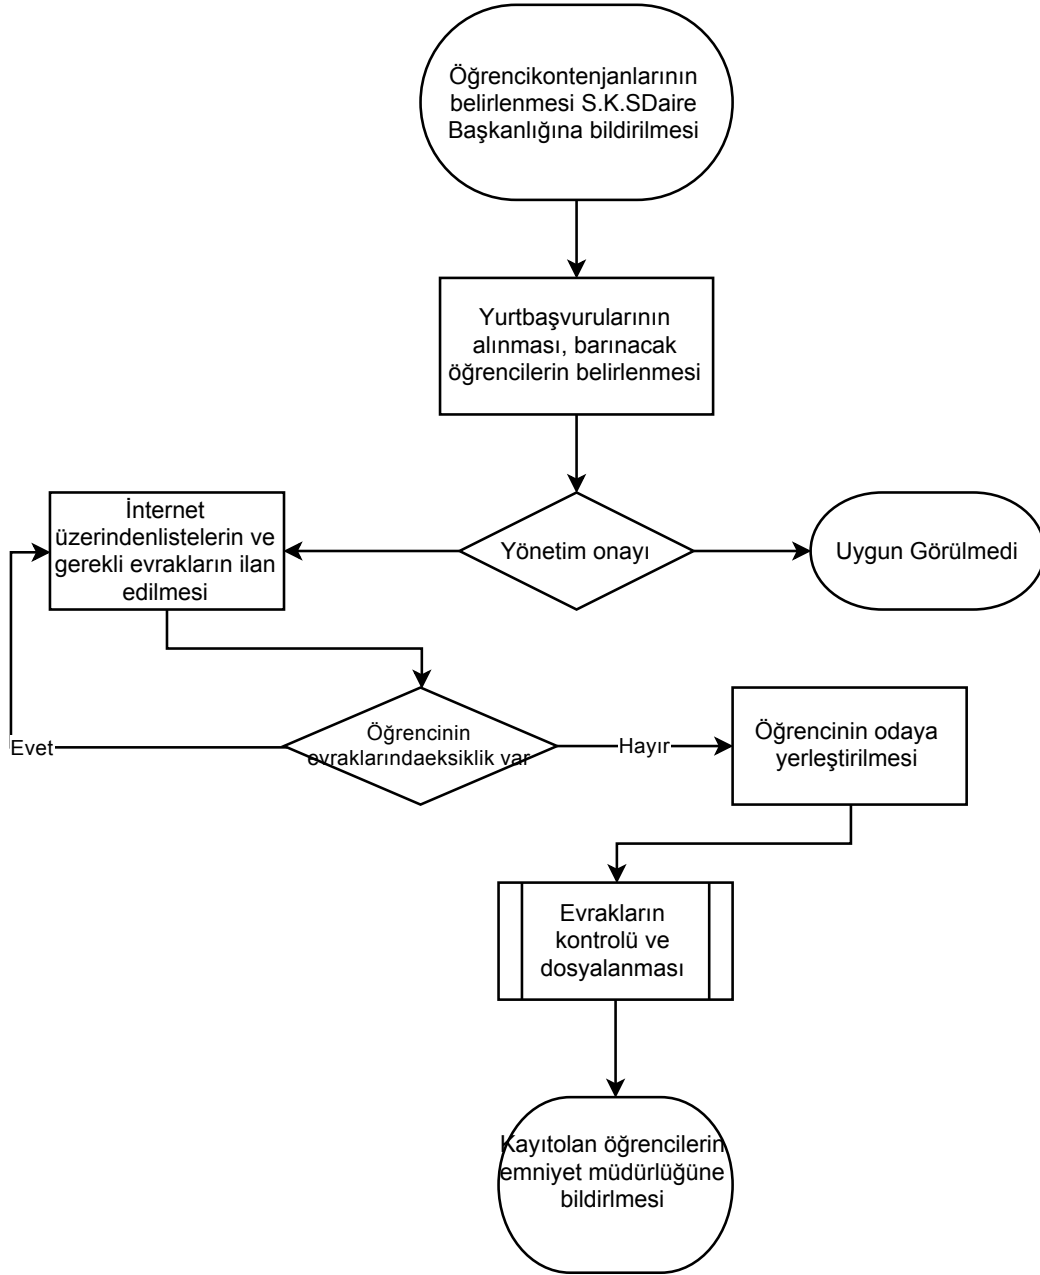 Öğrencikontenjanlarının
belirlenmesi S.K.SDaire
Başkanlığına bildirilmesi
Yurtbaşvurularının
alınması, barınacak
öğrencilerin belirlenmesi
İnternet
üzerindenlistelerin ve
gerekli evrakların ilan
edilmesi
Yönetim onayı
Uygun Görülmedi
Evet
Öğrencinin
evraklarındaeksiklik var
Hayır
Öğrencinin odaya
yerleştirilmesi
Evrakların
kontrolü ve
dosyalanması
Kayıtolan öğrencilerin
emniyet müdürlüğüne
bildirlmesi